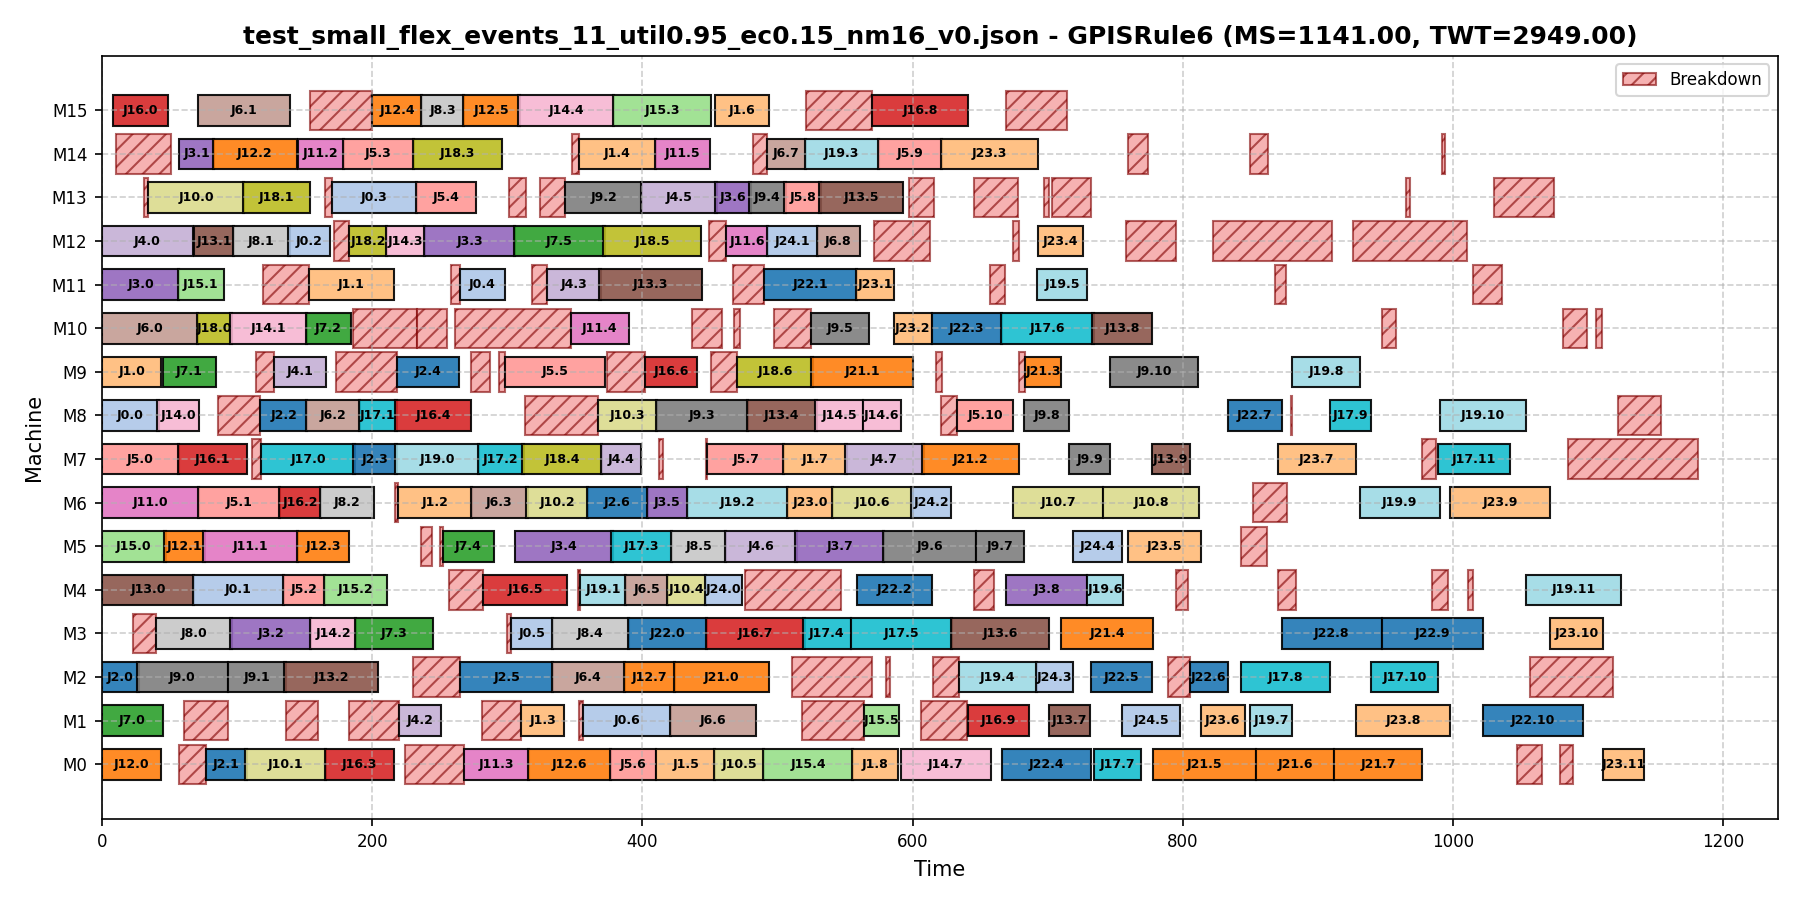 test_small_flex_events_11_util0.95_ec0.15_nm16_v0.json - GPISRule6 (MS=1141.00, TWT=2949.00)
Breakdown
M15 J16.0 J6.1 J12.4 J8.3 J12.5 J14.4 J15.3 J1.6 J16.8
M14 J3.1 J12.2 J11.2 J5.3 J18.3 J1.4 J11.5 J6.7 J19.3 J5.9 J23.3
M13 J10.0 J18.1 J0.3 J5.4 J9.2 J4.5 J3.6 J9.4 J5.8 J13.5
M12 J4.0 J13.1 J8.1 J0.2 J18.2 J14.3 J3.3 J7.5 J18.5 J11.6 J24.1 J6.8 J23.4
M11 J3.0 J15.1 J1.1 J0.4 J4.3 J13.3 J22.1 J23.1 J19.5
M10 J6.0 J18.0 J14.1 J7.2 J11.4 J9.5 J23.2 J22.3 J17.6 J13.8
M9 J1.0 J7.1 J4.1 J2.4 J5.5 J16.6 J18.6 J21.1 J21.3 J9.10 J19.8
M8 J0.0 J14.0 J2.2 J6.2 J17.1 J16.4 J10.3 J9.3 J13.4 J14.5 J14.6 J5.10 J9.8 J22.7 J17.9 J19.10
M7 J5.0 J16.1 J17.0 J2.3 J19.0 J17.2 J18.4 J4.4 J5.7 J1.7 J4.7 J21.2 J9.9 J13.9 J23.7 J17.11
M6 J11.0 J5.1 J16.2 J8.2 J1.2 J6.3 J10.2 J2.6 J3.5 J19.2 J23.0 J10.6 J24.2 J10.7 J10.8 J19.9 J23.9
M5 J15.0 J12.1 J11.1 J12.3 J7.4 J3.4 J17.3 J8.5 J4.6 J3.7 J9.6 J9.7 J24.4 J23.5
M4 J13.0 J0.1 J5.2 J15.2 J16.5 J19.1 J6.5 J10.4 J24.0 J22.2 J3.8 J19.6 J19.11
M3 J8.0 J3.2 J14.2 J7.3 J0.5 J8.4 J22.0 J16.7 J17.4 J17.5 J13.6 J21.4 J22.8 J22.9 J23.10
M2 J2.0 J9.0 J9.1 J13.2 J2.5 J6.4 J12.7 J21.0 J19.4 J24.3 J22.5 J22.6 J17.8 J17.10
M1 J7.0 J4.2 J1.3 J0.6 J6.6 J15.5 J16.9 J13.7 J24.5 J23.6 J19.7 J23.8 J22.10
M0 J12.0 J2.1 J10.1 J16.3 J11.3 J12.6 J5.6 J1.5 J10.5 J15.4 J1.8 J14.7 J22.4 J17.7 J21.5 J21.6 J21.7 J23.11
0 200 400 600 800 1000 1200
Time
Machine